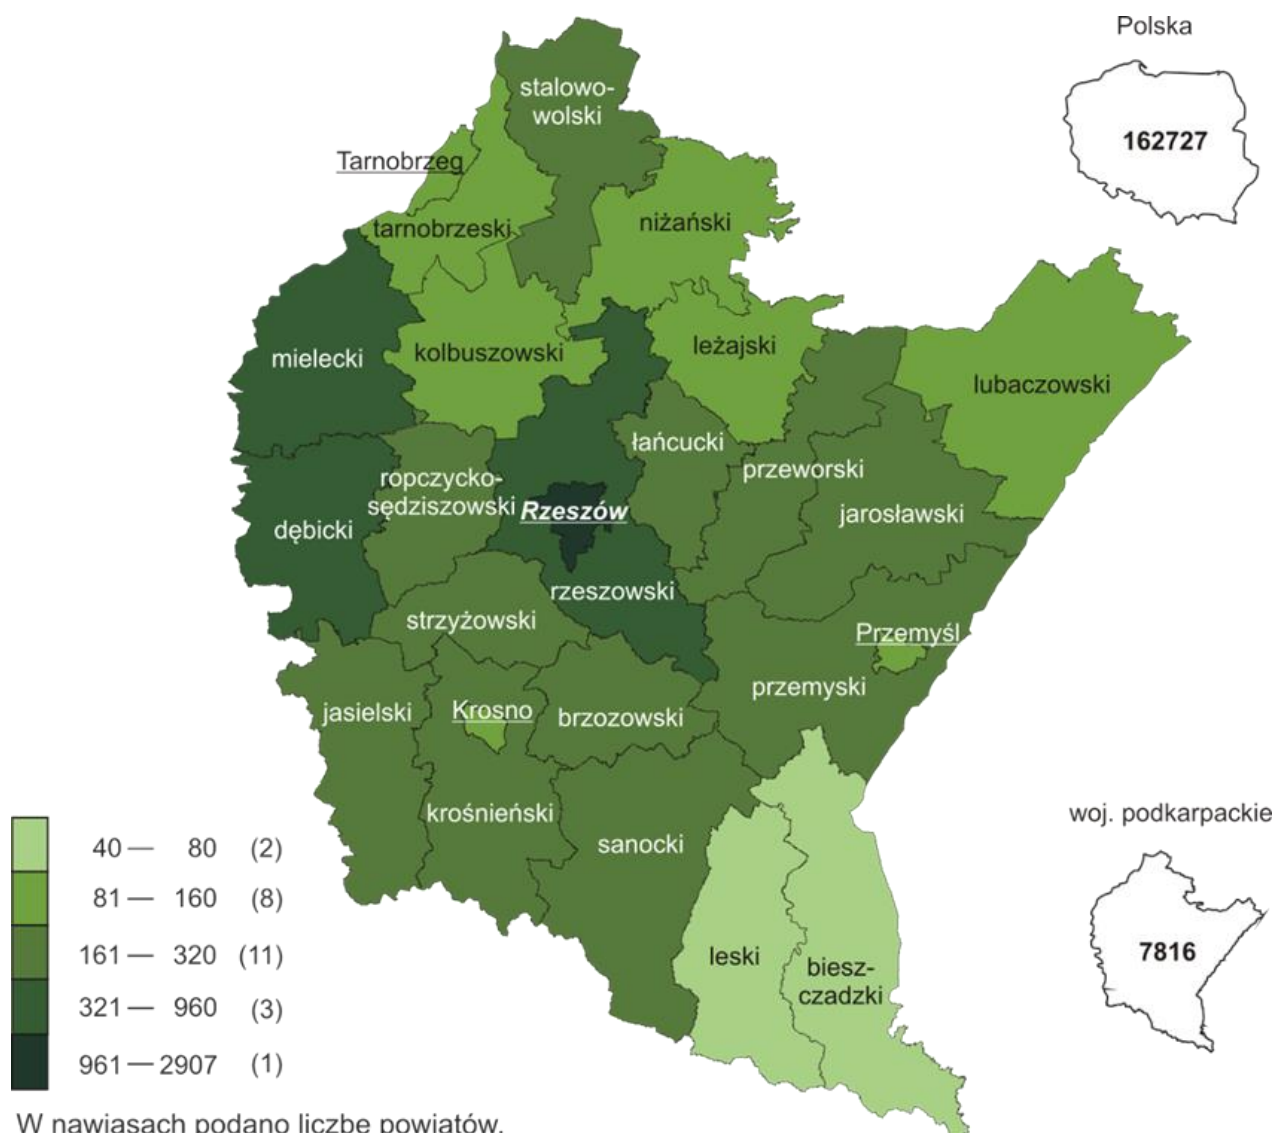 Polska
162727
stalowo-
wolski
Tarnobrzeg
tarnobrzeski
niżański
mielecki
kolbuszowski
leżajski
lubaczowski
łańcucki
przeworski
ropczycko-
sędziszowski
Rzeszów
jarosławski
dębicki
rzeszowski
strzyżowski
Przemyśl
przemyski
jasielski
Krosno
brzozowski
krośnieński
sanocki
leski
biesz-
czadzki
woj. podkarpackie
7816
40 — 80 (2)
81 — 160 (8)
161 — 320 (11)
321 — 960 (3)
961 — 2907 (1)
W nawiasach podano liczbę powiatów.